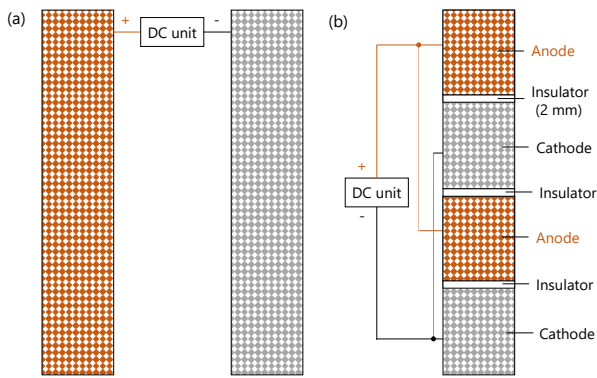 (a)
+
DC unit
-
(b)
Anode
Insulator
(2 mm)
Cathode
+
DC unit
-
Insulator
Anode
Insulator
Cathode